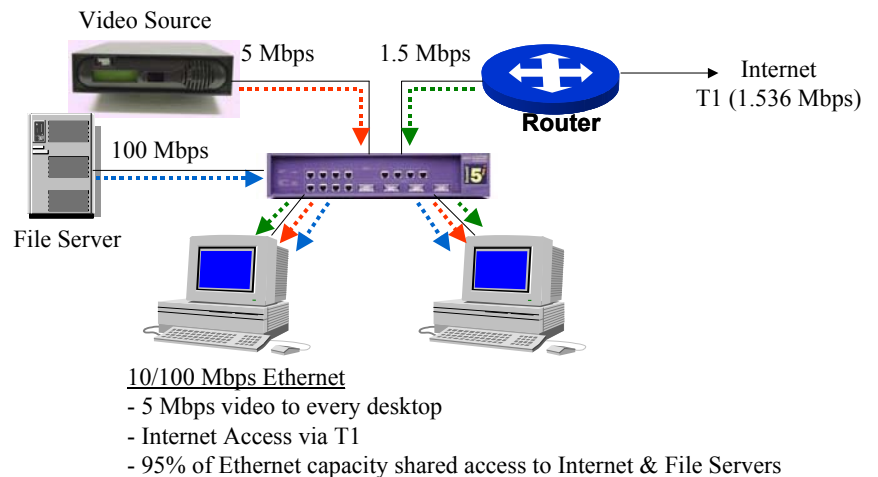 Video Source
5 Mbps
1.5 Mbps
Internet
T1 (1.536 Mbps)
Router
100 Mbps
5
File Server
10/100 Mbps Ethernet
- 5 Mbps video to every desktop
- Internet Access via T1
- 95% of Ethernet capacity shared access to Internet & File Servers